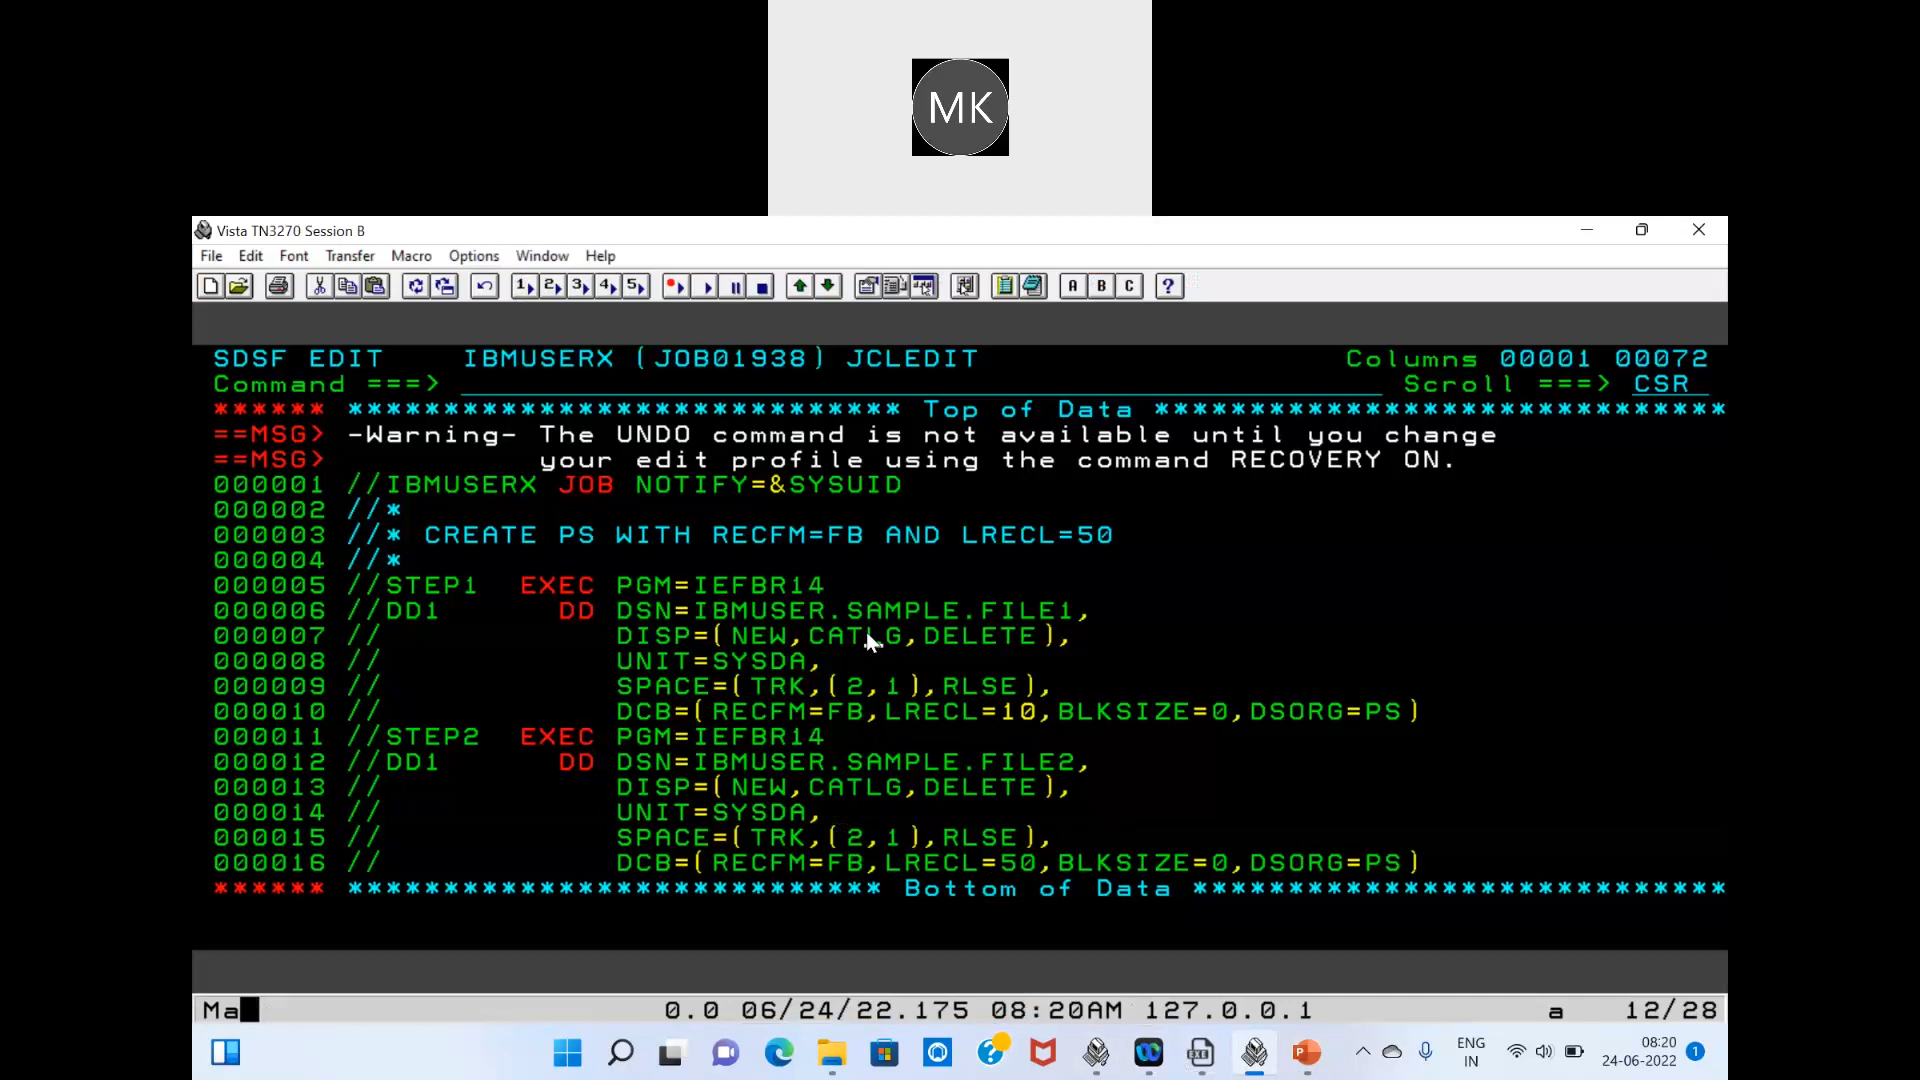 MK
Vista TN3270 Session B
File Edit Font Transfer Macro Options Window Help
1 2 3 4 5 A B C ?
SDSF EDIT IBMUSERX (JOB01938) JCLEDIT Columns 00001 00072
Command ===> Scroll ===> CSR
****** ***************************** Top of Data ******************************
==MSG> -Warning- The UNDO command is not available until you change
==MSG> your edit profile using the command RECOVERY ON.
000001 //IBMUSERX JOB NOTIFY=&SYSUID
000002 //*
000003 //* CREATE PS WITH RECFM=FB AND LRECL=50
000004 //*
000005 //STEP1 EXEC PGM=IEFBR14
000006 //DD1 DD DSN=IBMUSER.SAMPLE.FILE1,
000007 // DISP=(NEW,CATLG,DELETE),
000008 // UNIT=SYSDA,
000009 // SPACE=(TRK,(2,1),RLSE),
000010 // DCB=(RECFM=FB,LRECL=10,BLKSIZE=0,DSORG=PS)
000011 //STEP2 EXEC PGM=IEFBR14
000012 //DD1 DD DSN=IBMUSER.SAMPLE.FILE2,
000013 // DISP=(NEW,CATLG,DELETE),
000014 // UNIT=SYSDA,
000015 // SPACE=(TRK,(2,1),RLSE),
000016 // DCB=(RECFM=FB,LRECL=50,BLKSIZE=0,DSORG=PS)
****** **************************** Bottom of Data ****************************
Ma 0.0 06/24/22.175 08:20AM 127.0.0.1 a 12/28
ENG
IN
08:20
24-06-2022
1